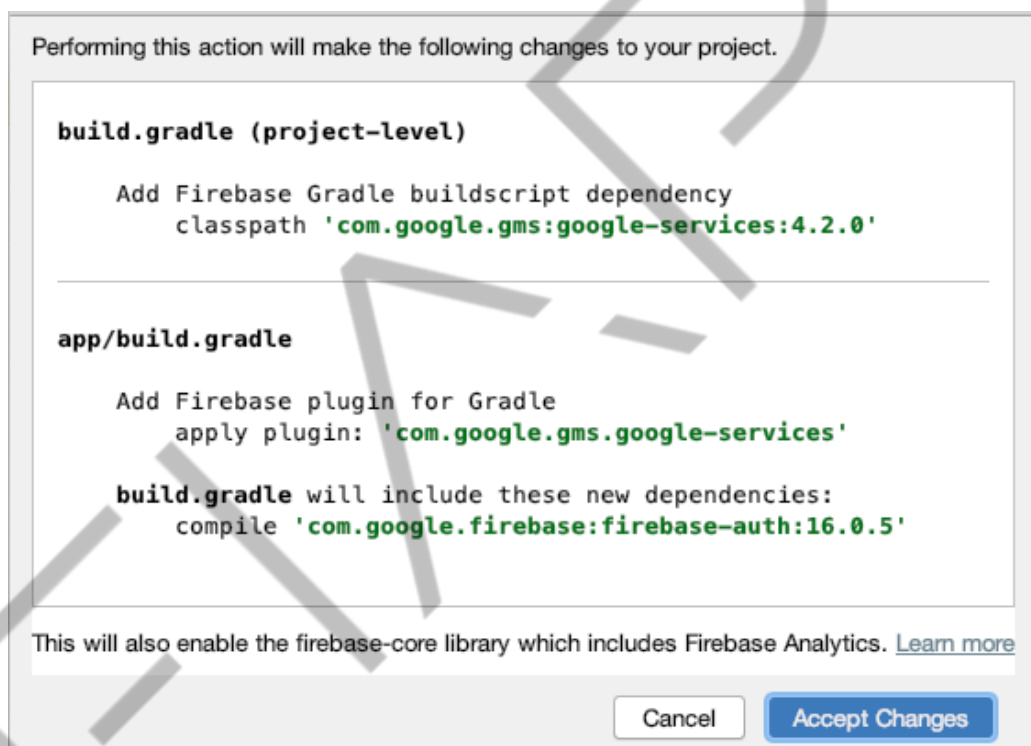 Performing this action will make the following changes to your project.
build.gradle (project-level)
Add Firebase Gradle buildscript dependency
classpath 'com.google.gms:google-services:4.2.0'
app/build.gradle
Add Firebase plugin for Gradle
apply plugin: 'com.google.gms.google-services'
build.gradle will include these new dependencies:
compile 'com.google.firebase:firebase-auth:16.0.5'
This will also enable the firebase-core library which includes Firebase Analytics. Learn more
Cancel Accept Changes